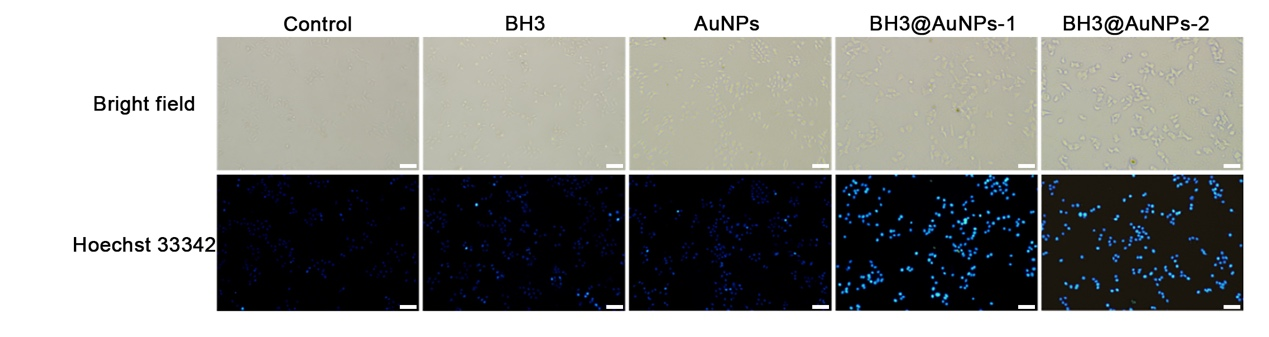 Control BH3 AuNPs BH3@AuNPs-1 BH3@AuNPs-2
Bright field
Hoechst 33342